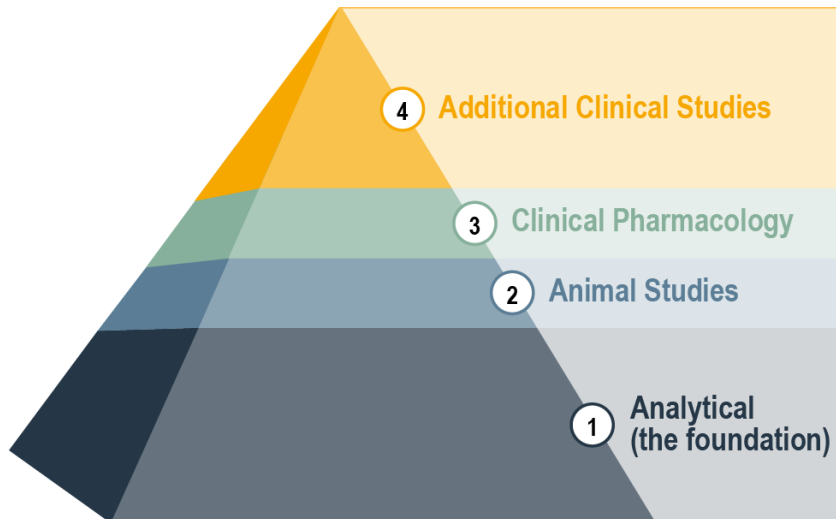 4 Additional Clinical Studies
3 Clinical Pharmacology
2 Animal Studies
1 Analytical
(the foundation)